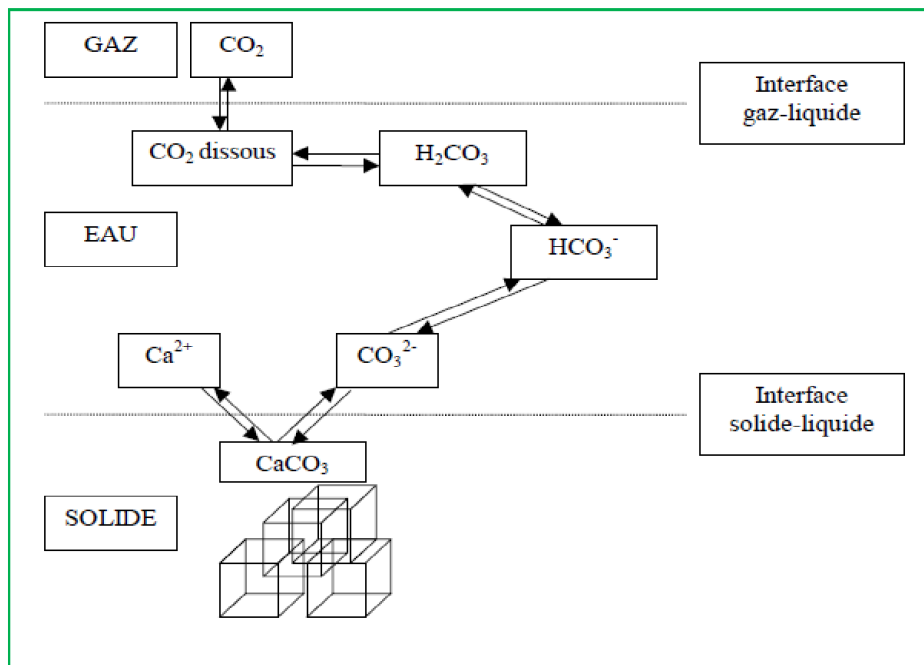 GAZ
CO₂
Interface
gaz-liquide
CO₂ dissous
H₂CO₃
EAU
HCO₃⁻
Ca²⁺
CO₃²⁻
Interface
solide-liquide
CaCO₃
SOLIDE